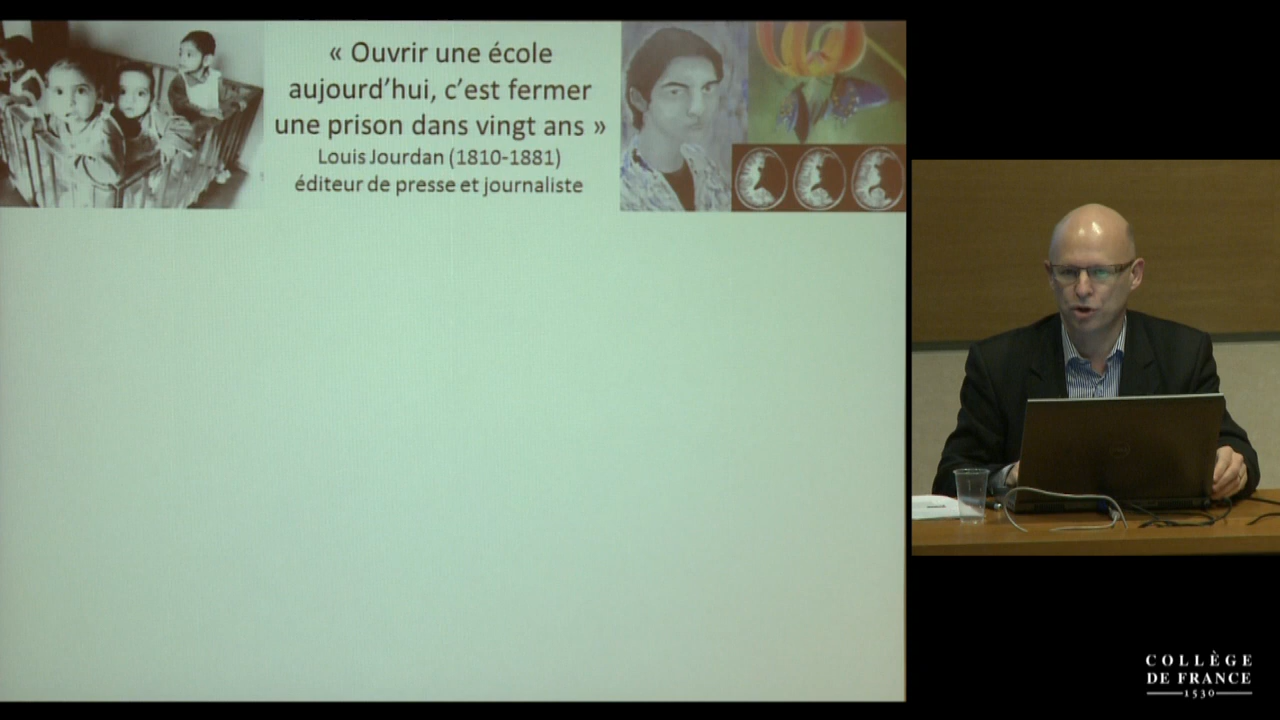 « Ouvrir une école
aujourd’hui, c’est fermer
une prison dans vingt ans »
Louis Jourdan (1810-1881)
éditeur de presse et journaliste
COLLÈGE
DE FRANCE
1530